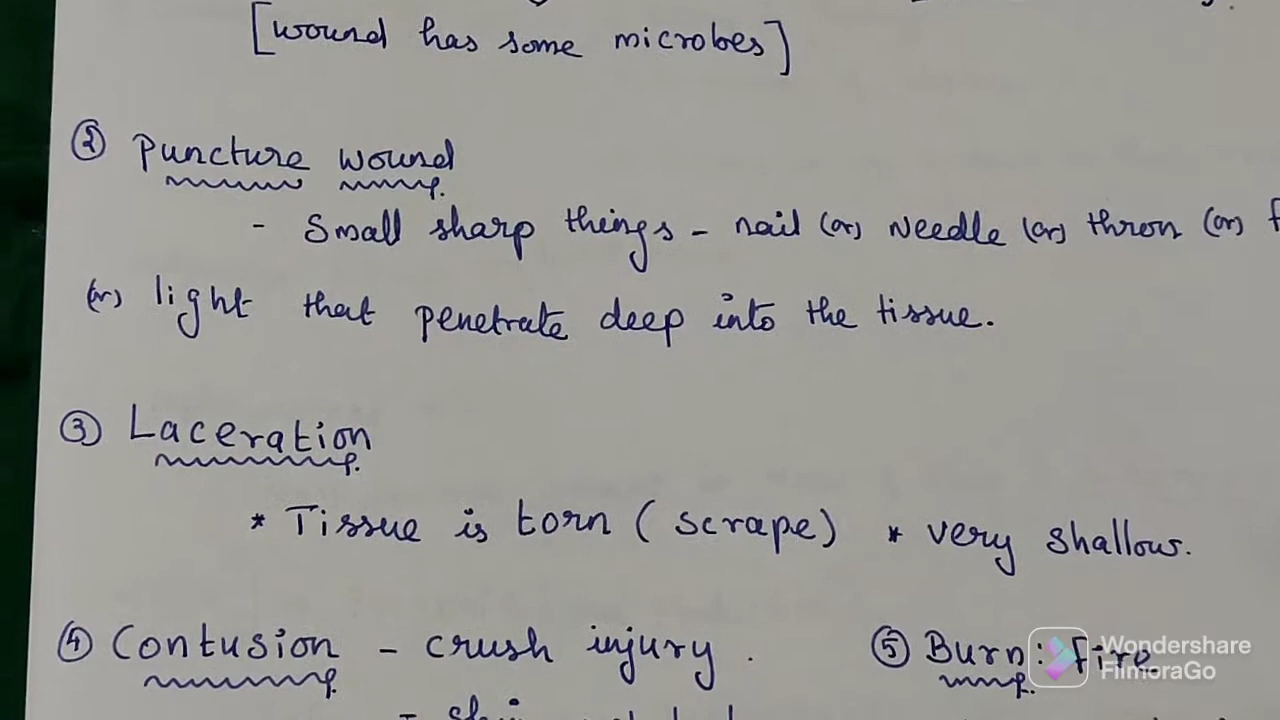 [wound has some microbes]
② Puncture wound
- Small sharp things - nail (or) Needle (or) thron (or)
(or) light that penetrate deep into the tissue.
③ Laceration
* Tissue is torn (scrape) * very shallow.
④ Contusion - crush injury.
⑤ Burn: fire
Wondershare
FilmoraGo